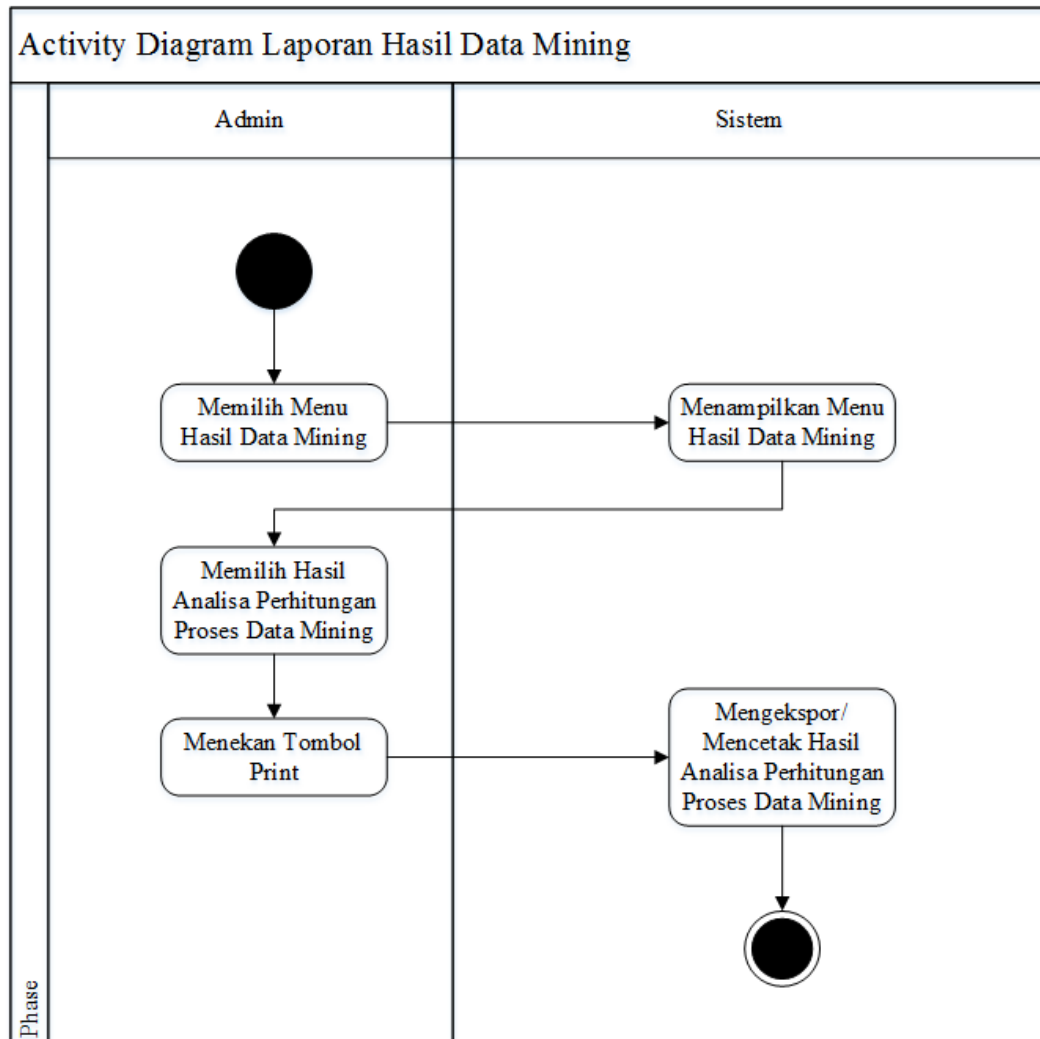 Activity Diagram Laporan Hasil Data Mining
Admin
Sistem
Memilih Menu
Hasil Data Mining
Menampilkan Menu
Hasil Data Mining
Memilih Hasil
Analisa Perhitungan
Proses Data Mining
Menekan Tombol
Print
Mengekspor/
Mencetak Hasil
Analisa Perhitungan
Proses Data Mining
Phase